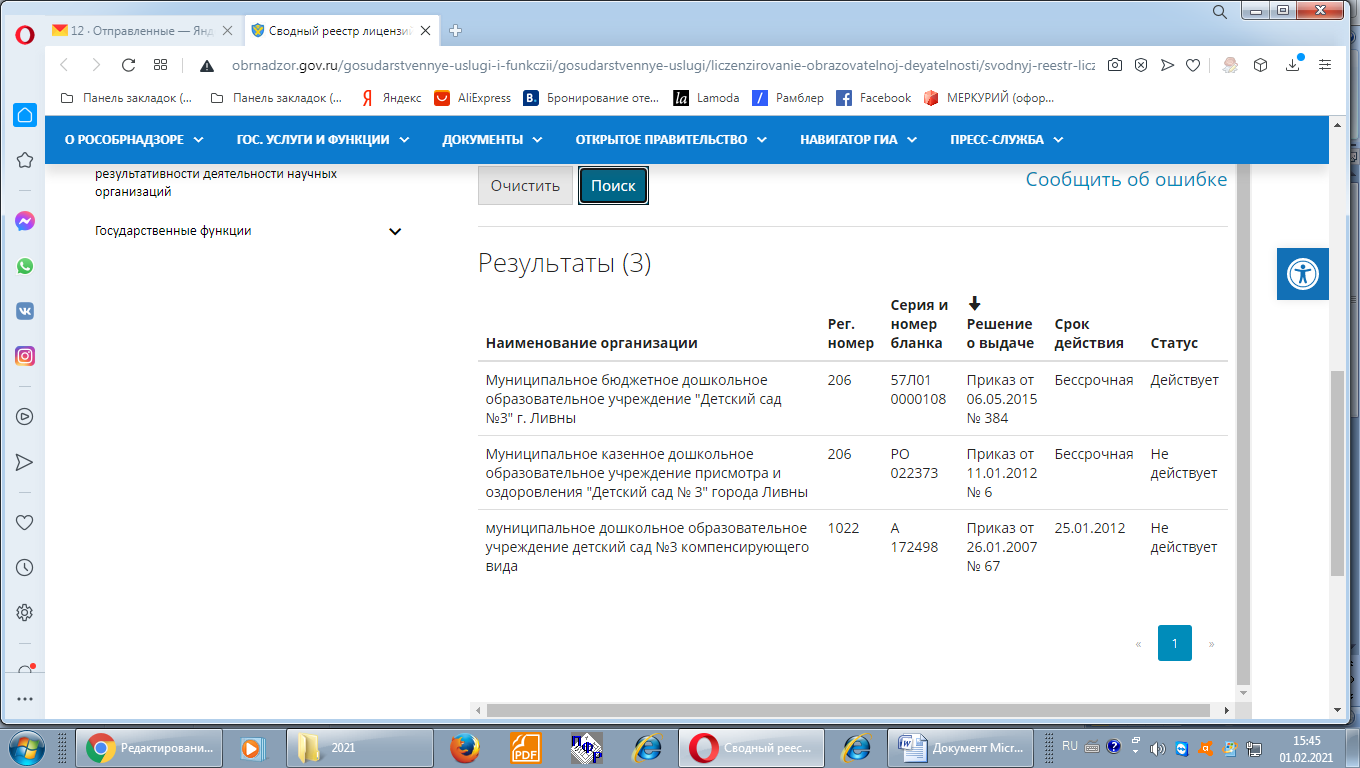 12 · Отправленные — Янд
Сводный реестр лицензи
obrnadzor.gov.ru/gosudarstvennye-uslugi-i-funkczii/gosudarstvennye-uslugi/liczenzirovanie-obrazovatelnoj-deyatelnosti/svodnyj-reestr-licz
Панель закладок (...
Панель закладок (...
Яндекс
AliExpress
Бронирование оте...
Lamoda
Рамблер
Facebook
МЕРКУРИЙ (офор...
О РОСОБРНАДЗОРЕ
ГОС. УСЛУГИ И ФУНКЦИИ
ДОКУМЕНТЫ
ОТКРЫТОЕ ПРАВИТЕЛЬСТВО
НАВИГАТОР ГИА
ПРЕСС-СЛУЖБА
результативности деятельности научных
организаций
Государственные функции
Очистить
Поиск
Сообщить об ошибке
Результаты (3)
Наименование организации
Рег.
номер
Серия и
номер
бланка
Решение
о выдаче
Срок
действия
Статус
Муниципальное бюджетное дошкольное
образовательное учреждение "Детский сад
№3" г. Ливны
206
57Л01
0000108
Приказ от
06.05.2015
№ 384
Бессрочная
Действует
Муниципальное казенное дошкольное
образовательное учреждение присмотра и
оздоровления "Детский сад № 3" города Ливны
206
РО
022373
Приказ от
11.01.2012
№ 6
Бессрочная
Не
действует
муниципальное дошкольное образовательное
учреждение детский сад №3 компенсирующего
вида
1022
А
172498
Приказ от
26.01.2007
№ 67
25.01.2012
Не
действует
« 1 »
Редактировани...
2021
PDF
ПФР
Сводный реес...
Документ Micr...
RU
15:45
01.02.2021